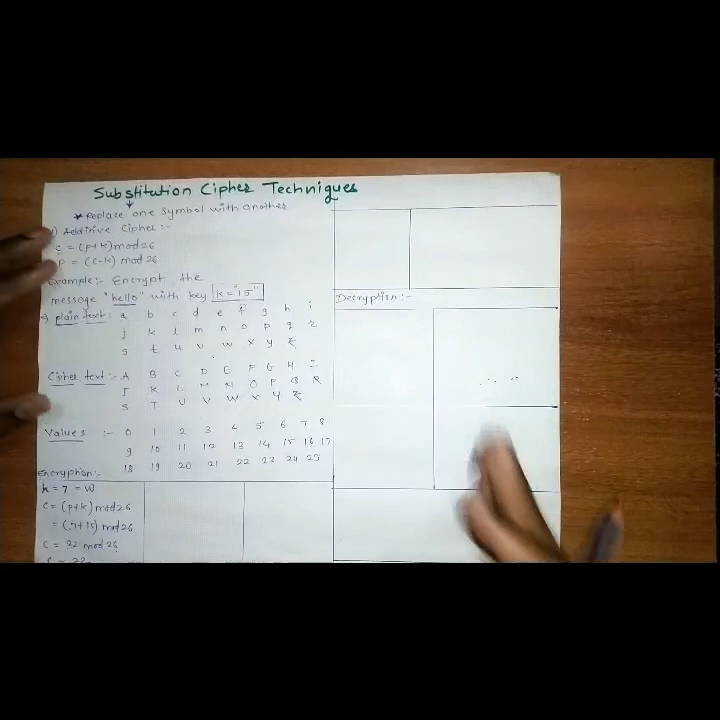 Substitution Cipher Techniques
* Replace one symbol with another
1) Additive Cipher :-
C = (P+K) mod 26
P = (C-K) mod 26
Example:- Encrypt the
message "hello" with key K="15"
plain text : a b c d e f g h i
j k l m n o p q r
s t u v w x y z
Cipher text :- A B C D E F G H I
J K L M N O P Q R
S T U V W X Y Z
Values :- 0 1 2 3 4 5 6 7 8
9 10 11 12 13 14 15 16 17
18 19 20 21 22 23 24 25
Encryption:-
h = 7 - W
C = (P+K) mod 26
= (7+15) mod 26
C = 22 mod 26
Decryption :-